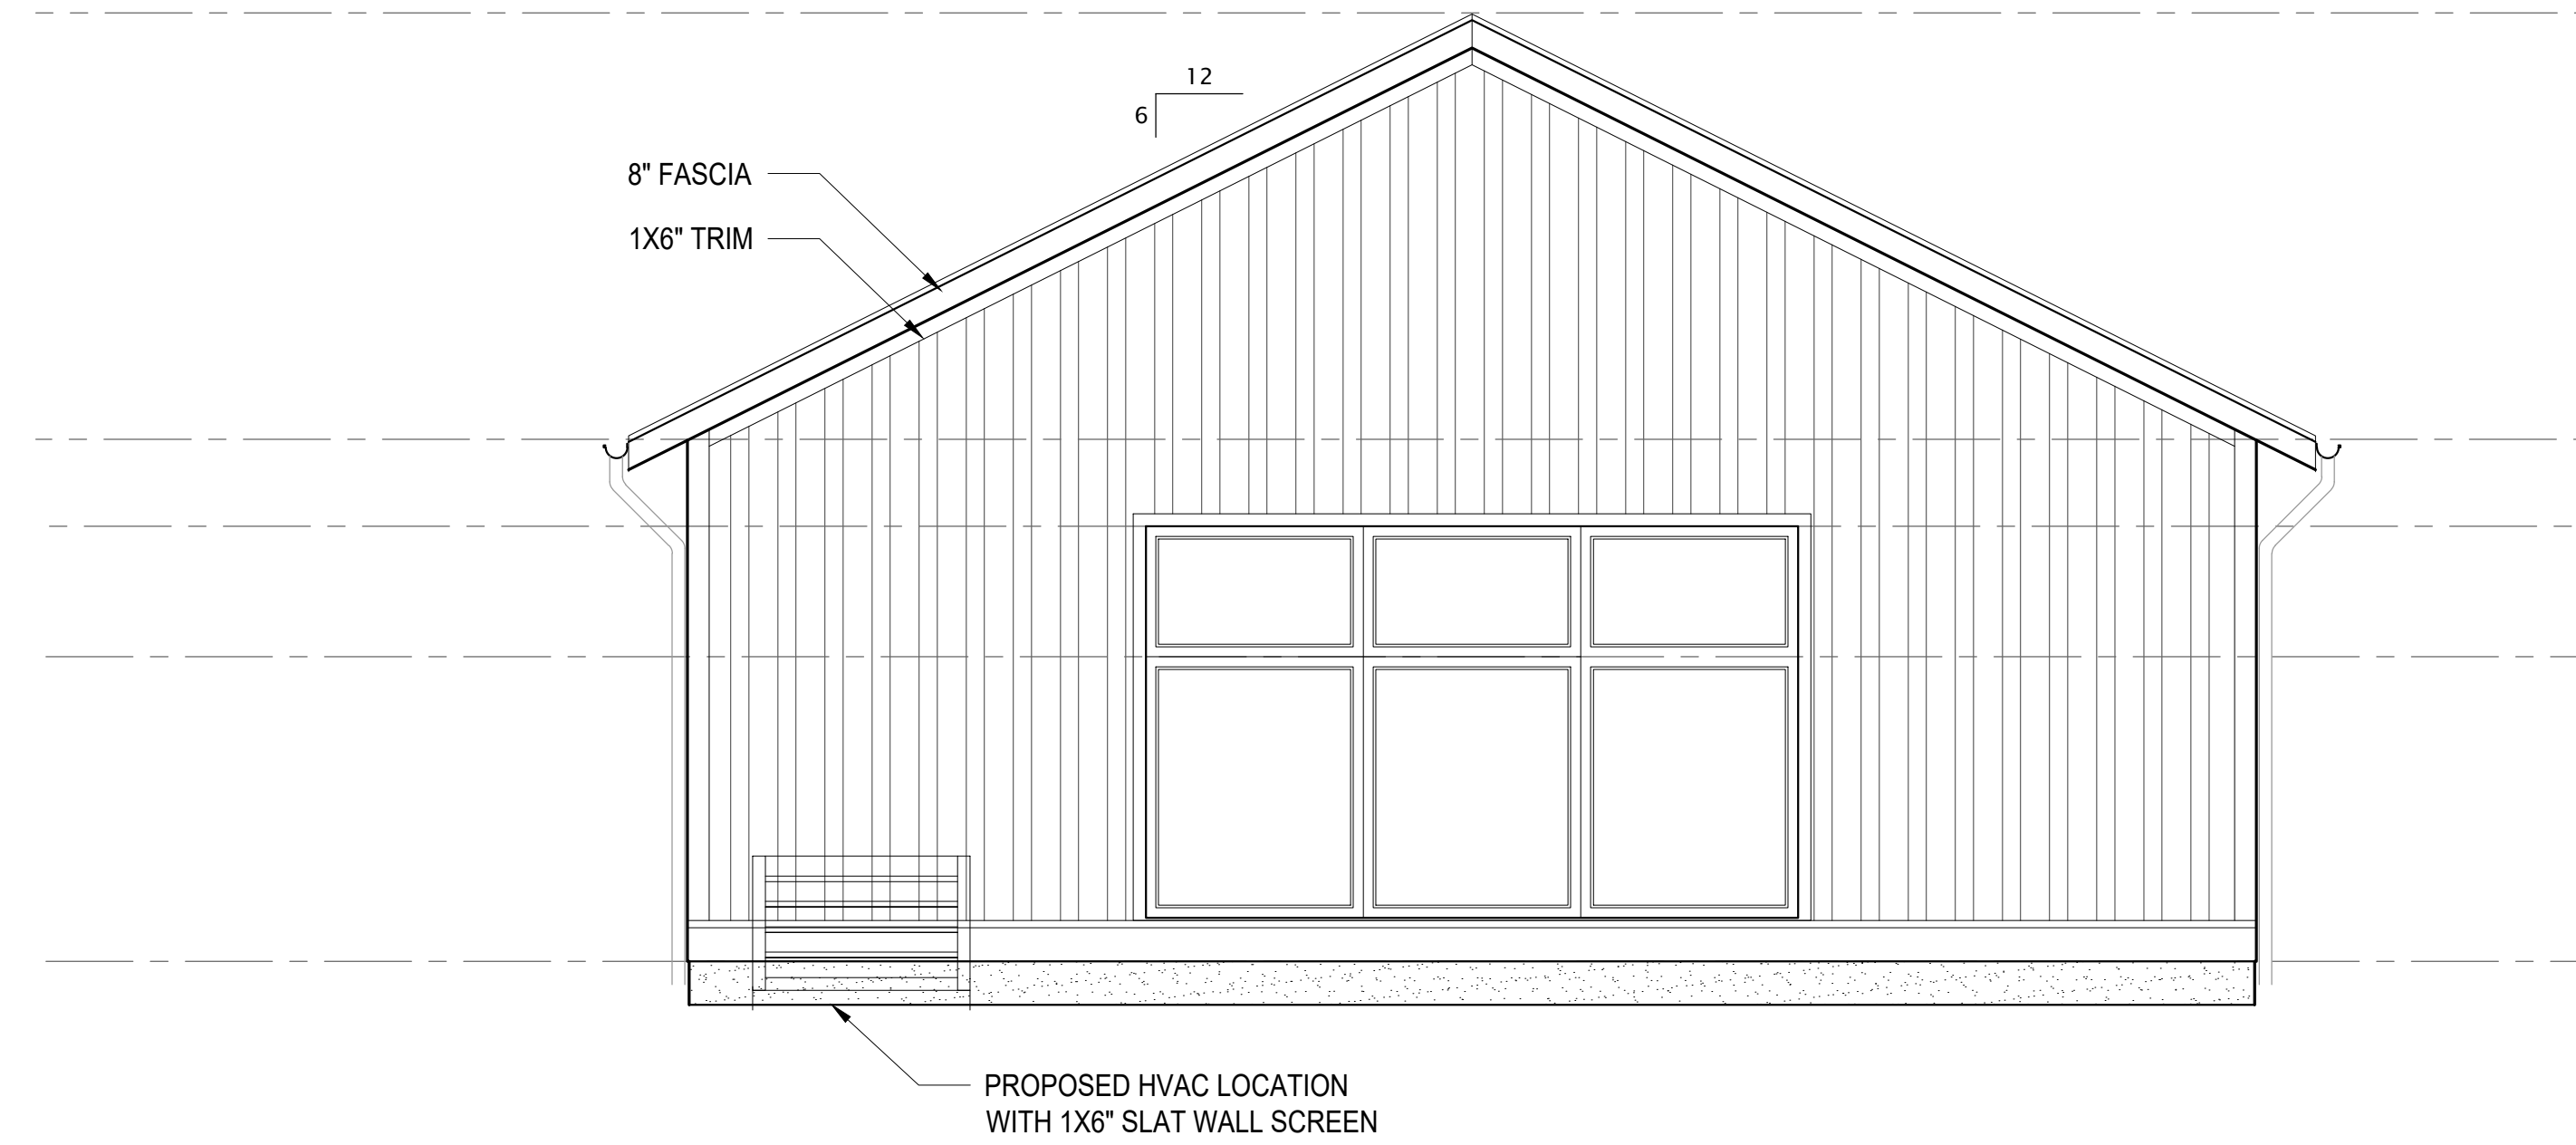 12
6
8" FASCIA
1X6" TRIM
PROPOSED HVAC LOCATION
WITH 1X6" SLAT WALL SCREEN